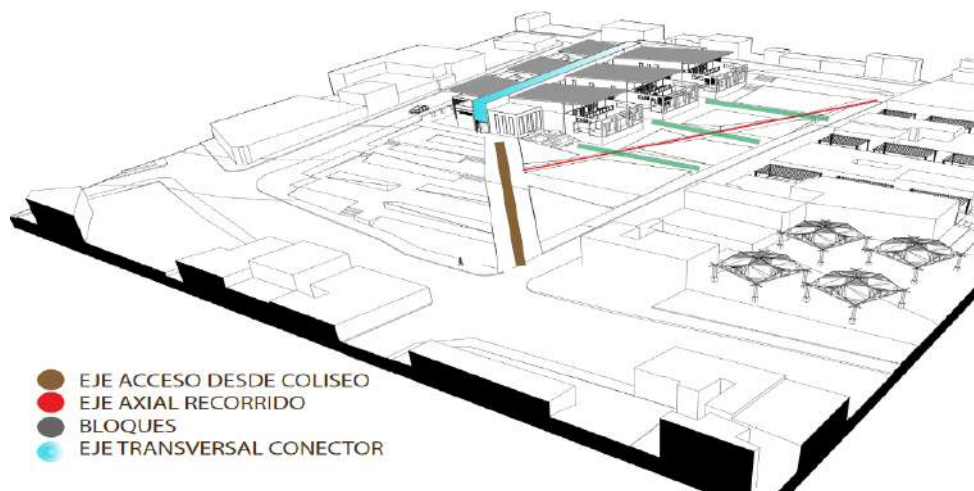 EJE ACCESO DESDE COLISEO
EJE AXIAL RECORRIDO
BLOQUES
EJE TRANSVERSAL CONECTOR